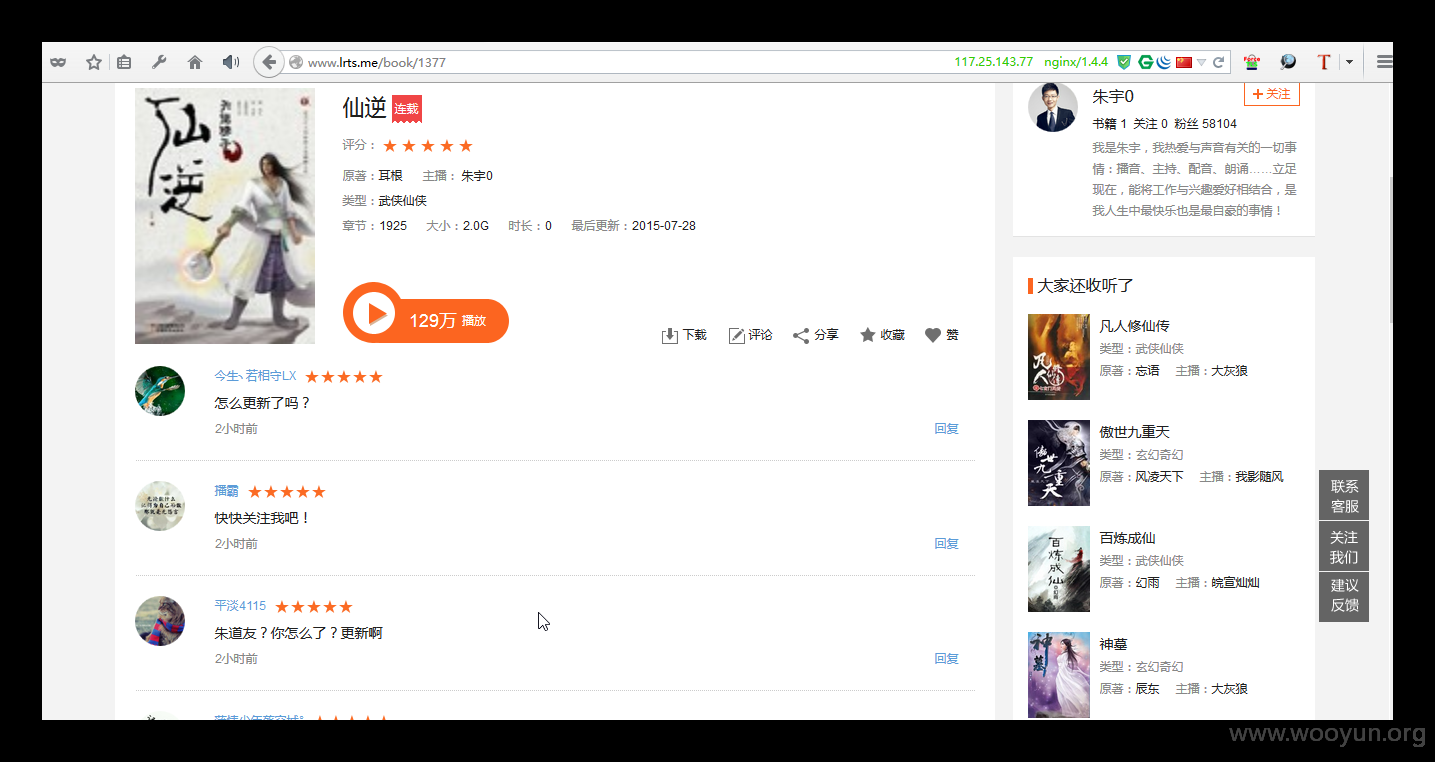 www.lrts.me/book/1377
117.25.143.77 nginx/1.4.4
Force
T
仙逆
仙逆 连载
评分：
原著：耳根 主播：朱宇0
类型：武侠仙侠
章节：1925 大小：2.0G 时长：0 最后更新：2015-07-28
129万 播放
下载 评论 分享 收藏 赞
今生、若相守LX
怎么更新了吗？
2小时前 回复
播霸
快快关注我吧！
2小时前 回复
平淡4115
朱道友？你怎么了？更新啊
2小时前 回复
朱宇0
+ 关注
书籍 1 关注 0 粉丝 58104
我是朱宇，我热爱与声音有关的一切事
情：播音、主持、配音、朗诵……立足
现在，能将工作与兴趣爱好相结合，是
我人生中最快乐也是最自豪的事情！
大家还收听了
凡人修仙传
类型：武侠仙侠
原著：忘语 主播：大灰狼
傲世九重天
傲世九重天
类型：玄幻奇幻
原著：风凌天下 主播：我影随风
百炼成仙
百炼成仙
类型：武侠仙侠
原著：幻雨 主播：皖宣灿灿
神墓
神墓
类型：玄幻奇幻
原著：辰东 主播：大灰狼
联系
客服
关注
我们
建议
反馈
www.wooyun.org